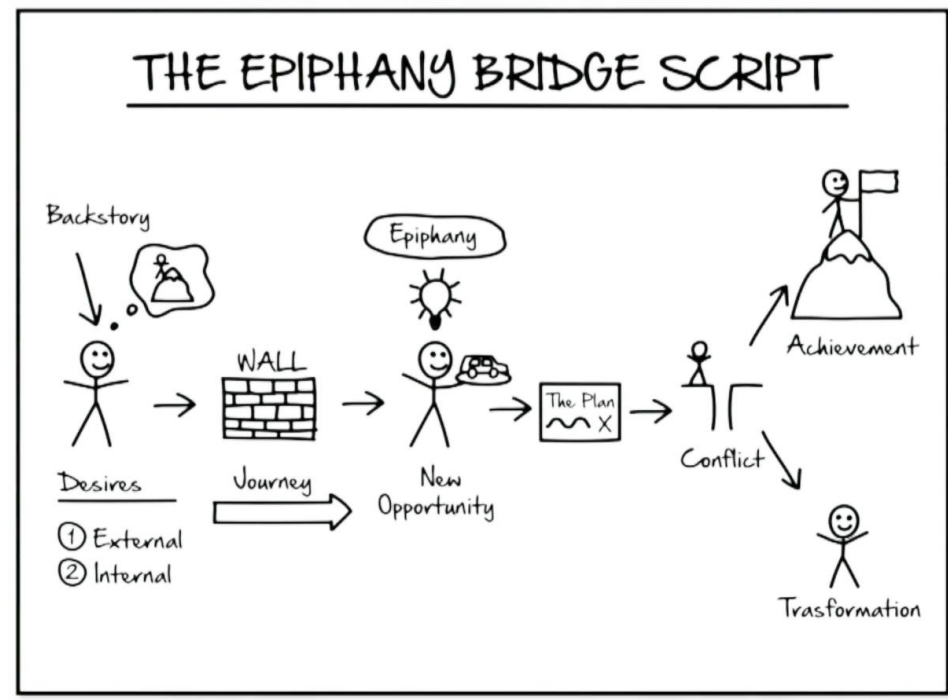 THE EPIPHANY BRIDGE SCRIPT
Backstory
Desires
1 External
2 Internal
WALL
Journey
Epiphany
New
Opportunity
The Plan
X
Conflict
Achievement
Trasformation